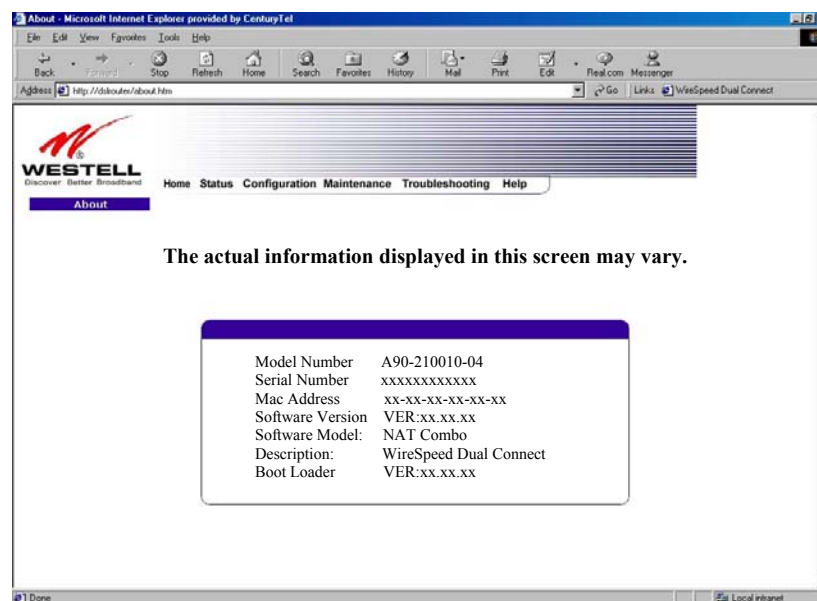 About - Microsoft Internet Explorer provided by CenturyTel
File Edit View Favorites Tools Help
Back Forward Stop Refresh Home Search Favorites History Mail Print Edit Real.com Messenger
Address http://dslrouter/about.htm Go Links WireSpeed Dual Connect
WESTELL
Discover Better Broadband
Home Status Configuration Maintenance Troubleshooting Help
About
The actual information displayed in this screen may vary.
Model Number A90-210010-04
Serial Number xxxxxxxxxxxx
Mac Address xx-xx-xx-xx-xx-xx
Software Version VER:xx.xx.xx
Software Model: NAT Combo
Description: WireSpeed Dual Connect
Boot Loader VER:xx.xx.xx
Done Local intranet